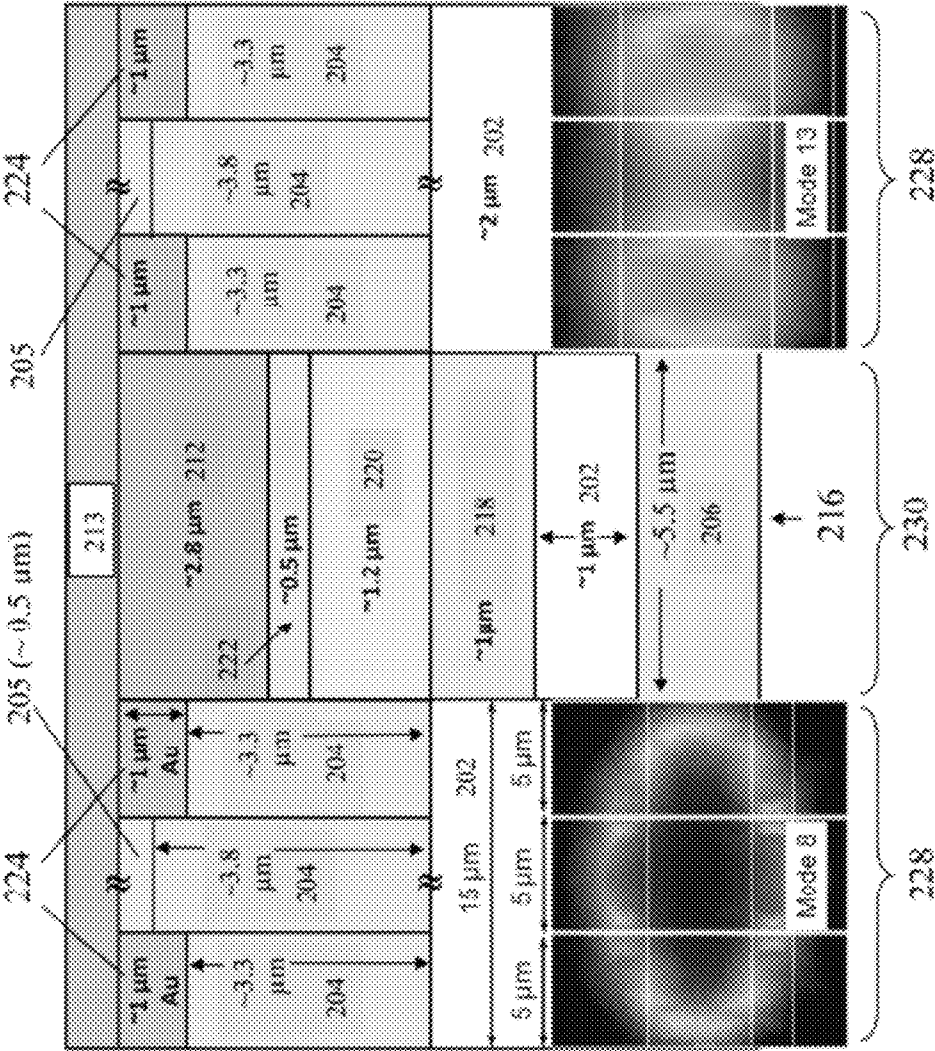 224
205 (~ 0.5 µm)
205
224
213
~1 µm
Au
~3.3
µm
204
~3.8
µm
204
~1 µm
Au
~3.3
µm
204
~2.8 µm 212
222
~0.5 µm
~1.2 µm 220
~1µm 218
~1 µm 202
~5.5 µm
206
216
~1 µm
~3.3
µm
204
~3.8
µm
204
~1 µm
~3.3
µm
204
15 µm 202
5 µm
5 µm
5 µm
~2 µm 202
Mode 8
Mode 13
228
230
228